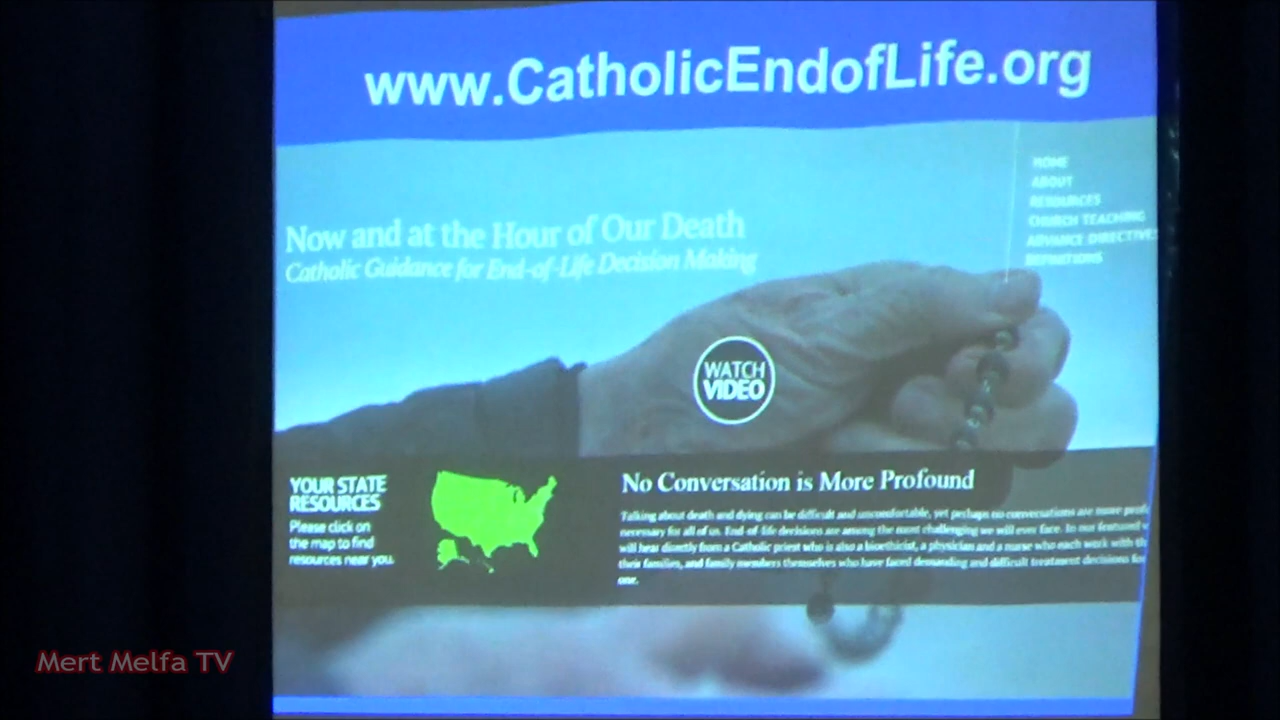 www.CatholicEndofLife.org
HOME
ABOUT
RESOURCES
CHURCH TEACHING
ADVANCE DIRECTIVES
DEFINITIONS
Now and at the Hour of Our Death
Catholic Guidance for End-of-Life Decision Making
WATCH
VIDEO
YOUR STATE
RESOURCES
Please click on
the map to find
resources near you.
No Conversation is More Profound
Talking about death and dying can be difficult and uncomfortable, yet perhaps no conversations are more
necessary for all of us. End-of-life decisions are among the most challenging we will ever face. In our featured
will hear directly from a Catholic priest who is also a bioethicist, a physician and a nurse who each work with
their families, and family members themselves who have faced demanding and difficult treatment decisions for
one.
Mert Melfa TV